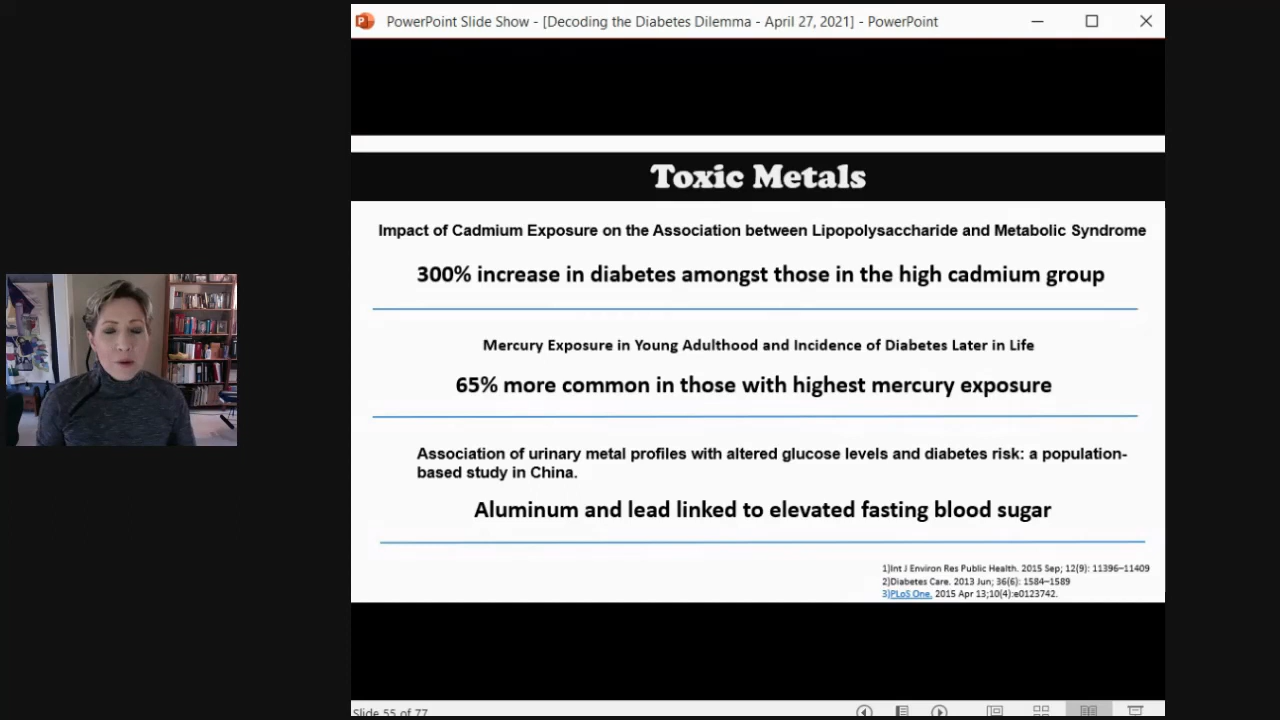 PowerPoint Slide Show - [Decoding the Diabetes Dilemma - April 27, 2021] - PowerPoint
Toxic Metals
Impact of Cadmium Exposure on the Association between Lipopolysaccharide and Metabolic Syndrome
300% increase in diabetes amongst those in the high cadmium group
Mercury Exposure in Young Adulthood and Incidence of Diabetes Later in Life
65% more common in those with highest mercury exposure
Association of urinary metal profiles with altered glucose levels and diabetes risk: a population-
based study in China.
Aluminum and lead linked to elevated fasting blood sugar
1)Int J Environ Res Public Health. 2015 Sep; 12(9): 11396–11409
2)Diabetes Care. 2013 Jun; 36(6): 1584–1589
3)PLoS One. 2015 Apr 13;10(4):e0123742.
Slide 55 of 77